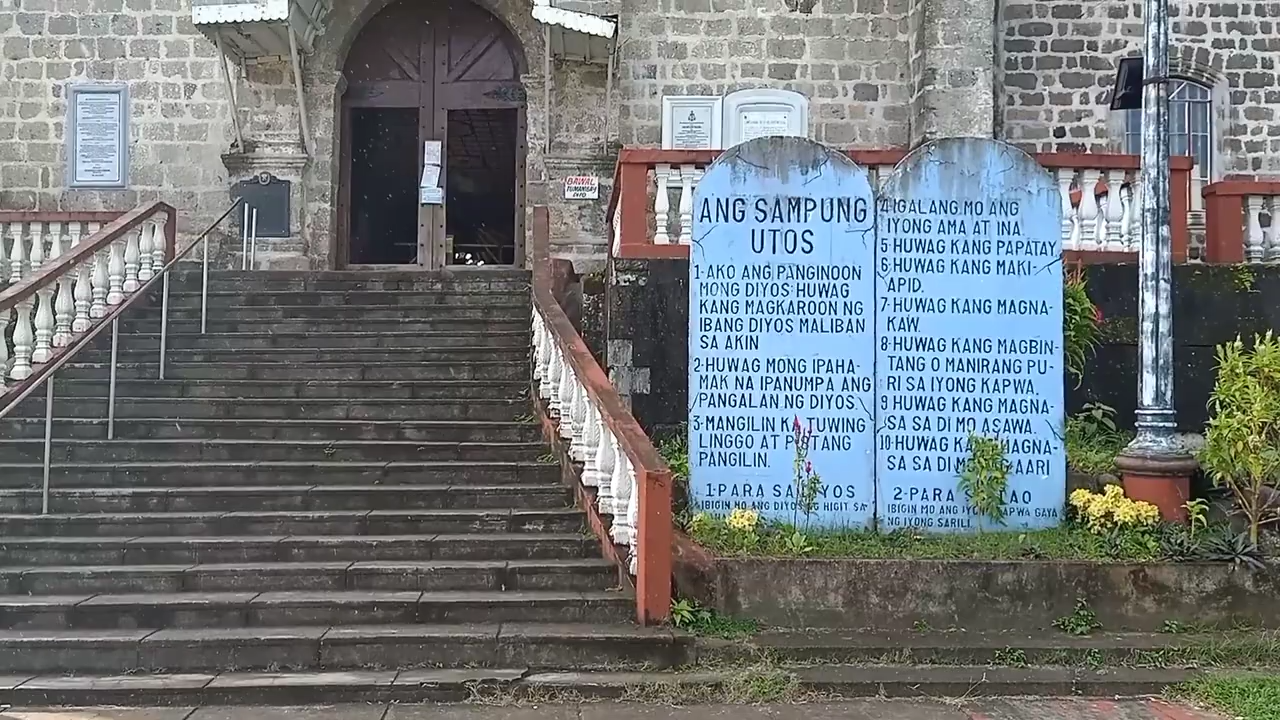 BAWAL
ANG SAMPUNG
UTOS
1-AKO ANG PANGINOON
MONG DIYOS HUWAG
KANG MAGKAROON NG
IBANG DIYOS MALIBAN
SA AKIN
2-HUWAG MONG IPAHA-
MAK NA IPANUMPA ANG
PANGALAN NG DIYOS.
3-MANGILIN KA TUWING
LINGGO AT PISTANG
PANGILIN.
1-PARA SA DIYOS
IBIGIN MO ANG DIYOS NG HIGIT SA
4-IGALANG MO ANG
IYONG AMA AT INA
5-HUWAG KANG PAPATAY
6-HUWAG KANG MAKI-
APID.
7-HUWAG KANG MAGNA-
KAW.
8-HUWAG KANG MAGBIN-
TANG O MANIRANG PU-
RI SA IYONG KAPWA.
9-HUWAG KANG MAGNA-
SA SA DI MO ASAWA.
10-HUWAG KANG MAGNA-
SA SA DI MO PAG-AARI
2-PARA SA TAO
IBIGIN MO ANG IYONG KAPWA GAYA
NG IYONG SARILI